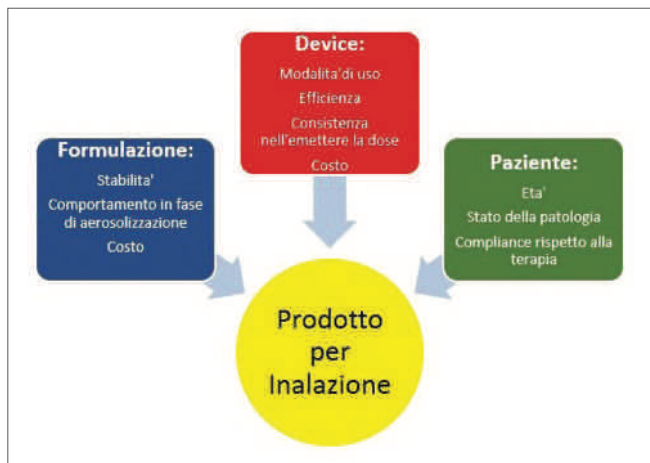 Device:
Modalita'di uso
Efficienza
Consistenza
nell'emettere la dose
Costo
Formulazione:
Stabilita'
Comportamento in fase
di aerosolizzazione
Costo
Paziente:
Eta'
Stato della patologia
Compliance rispetto alla
terapia
Prodotto
per
Inalazione